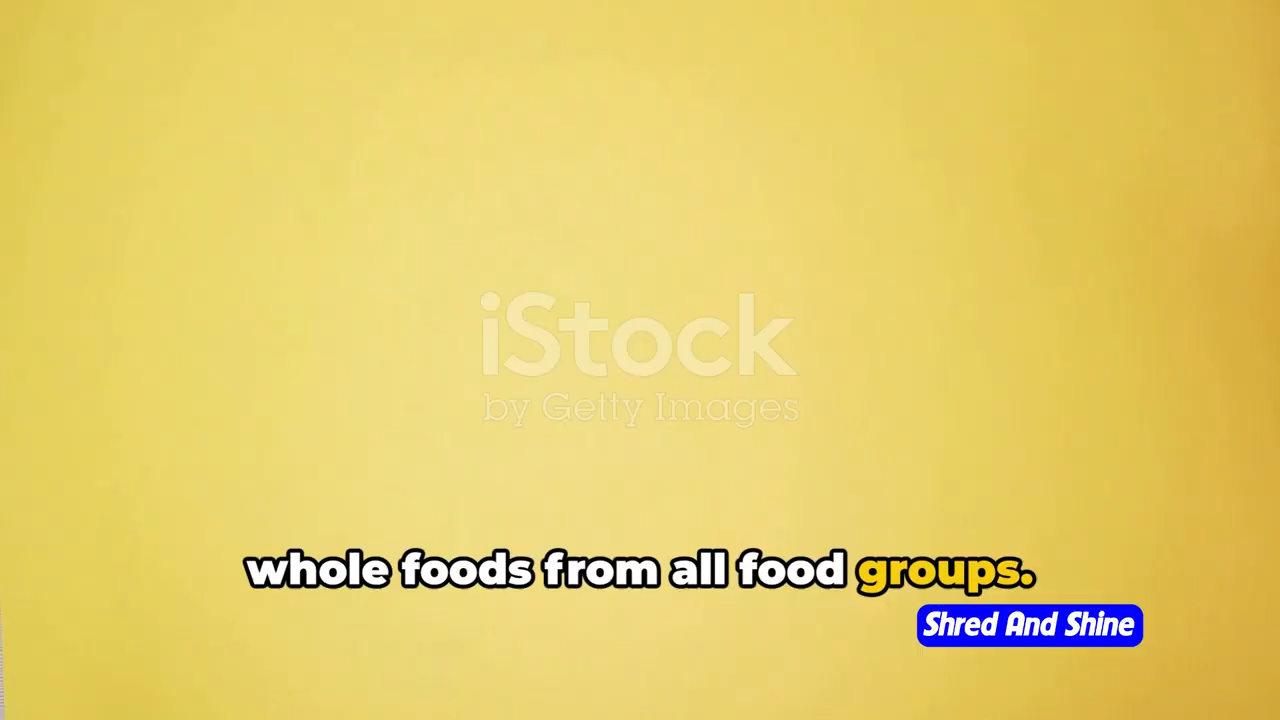 iStock
by Getty Images
whole foods from all food groups.
Shred And Shine